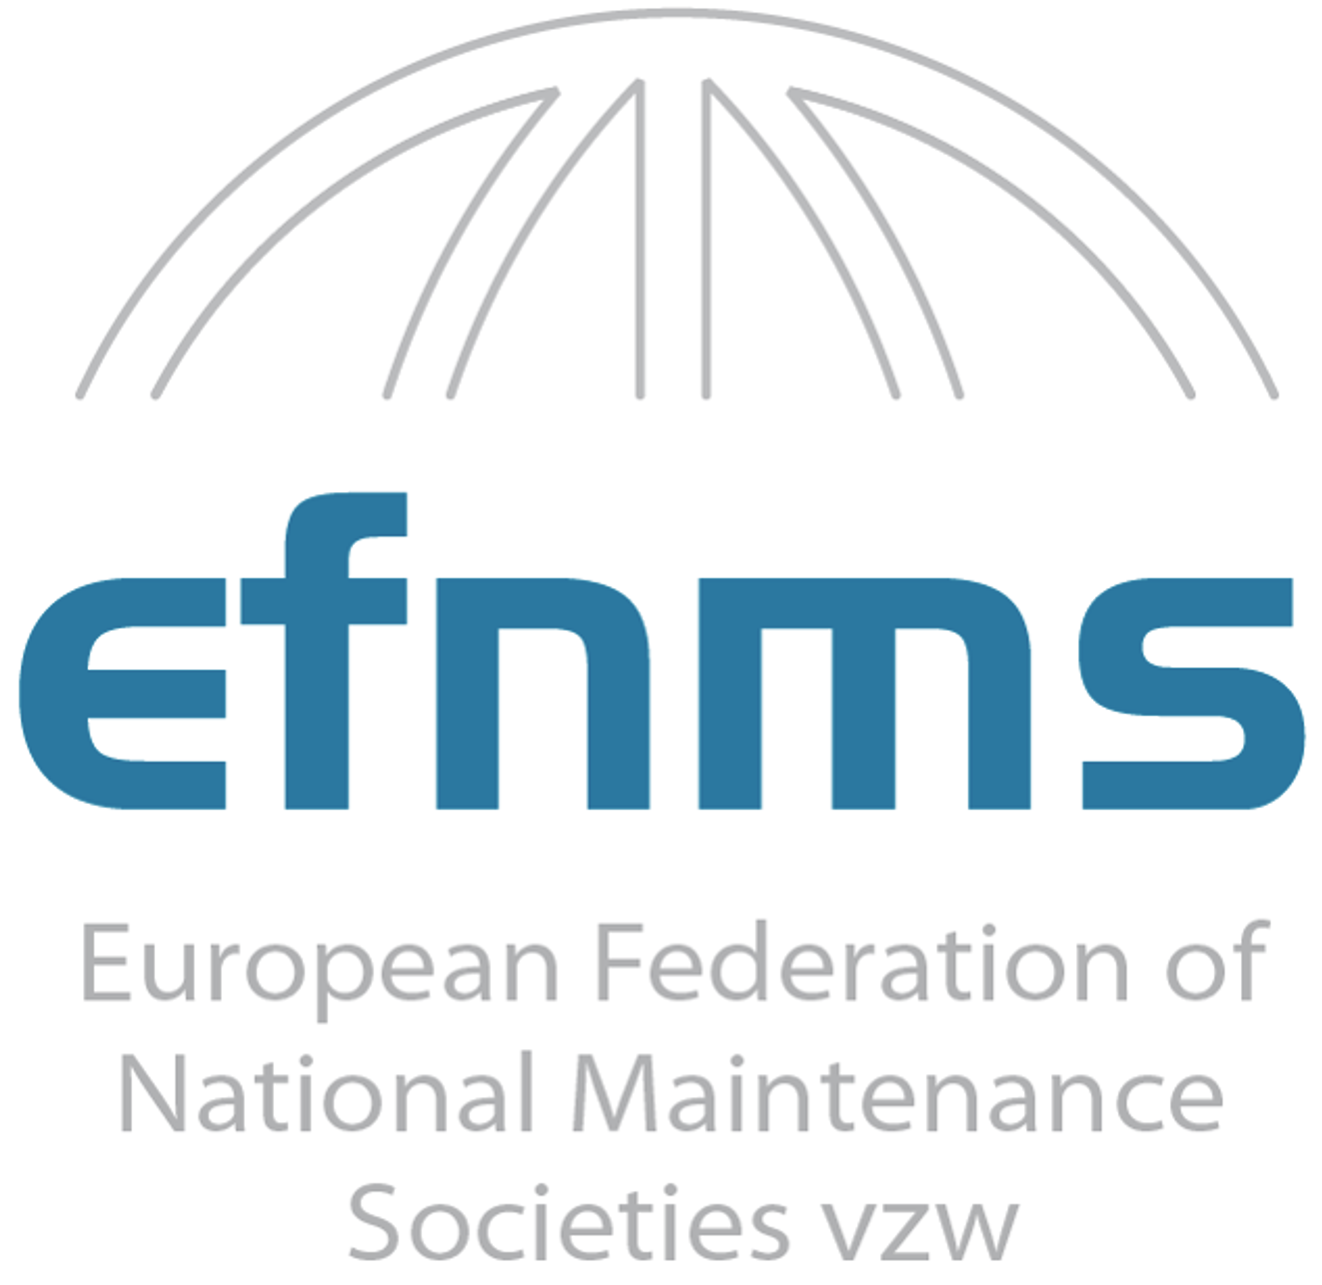 efnms
European Federation of
National Maintenance
Societies vzw